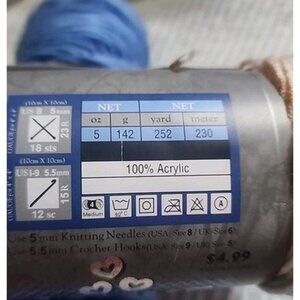 (10cm X 10cm)
US 8 5mm
23R
18 sts
(10cm X 10cm)
US I-9 5.5mm
15R
12 sc
NET NET
oz g yard meter
5 142 252 230
100% Acrylic
4
Medium 40°C A
Use 5mm Knitting Needles (USA: Size 8 / UK: Size 6)
5.5mm Crochet Hooks (USA: Size 9 / UK: Size 5)
$4.99